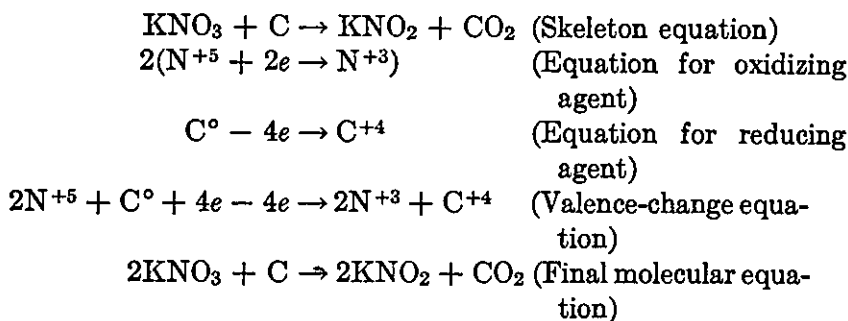 KNO₃ + C → KNO₂ + CO₂ (Skeleton equation)
2(N⁺⁵ + 2e → N⁺³) (Equation for oxidizing
agent)
C° − 4e → C⁺⁴ (Equation for reducing
agent)
2N⁺⁵ + C° + 4e − 4e → 2N⁺³ + C⁺⁴ (Valence-change equa-
tion)
2KNO₃ + C → 2KNO₂ + CO₂ (Final molecular equa-
tion)